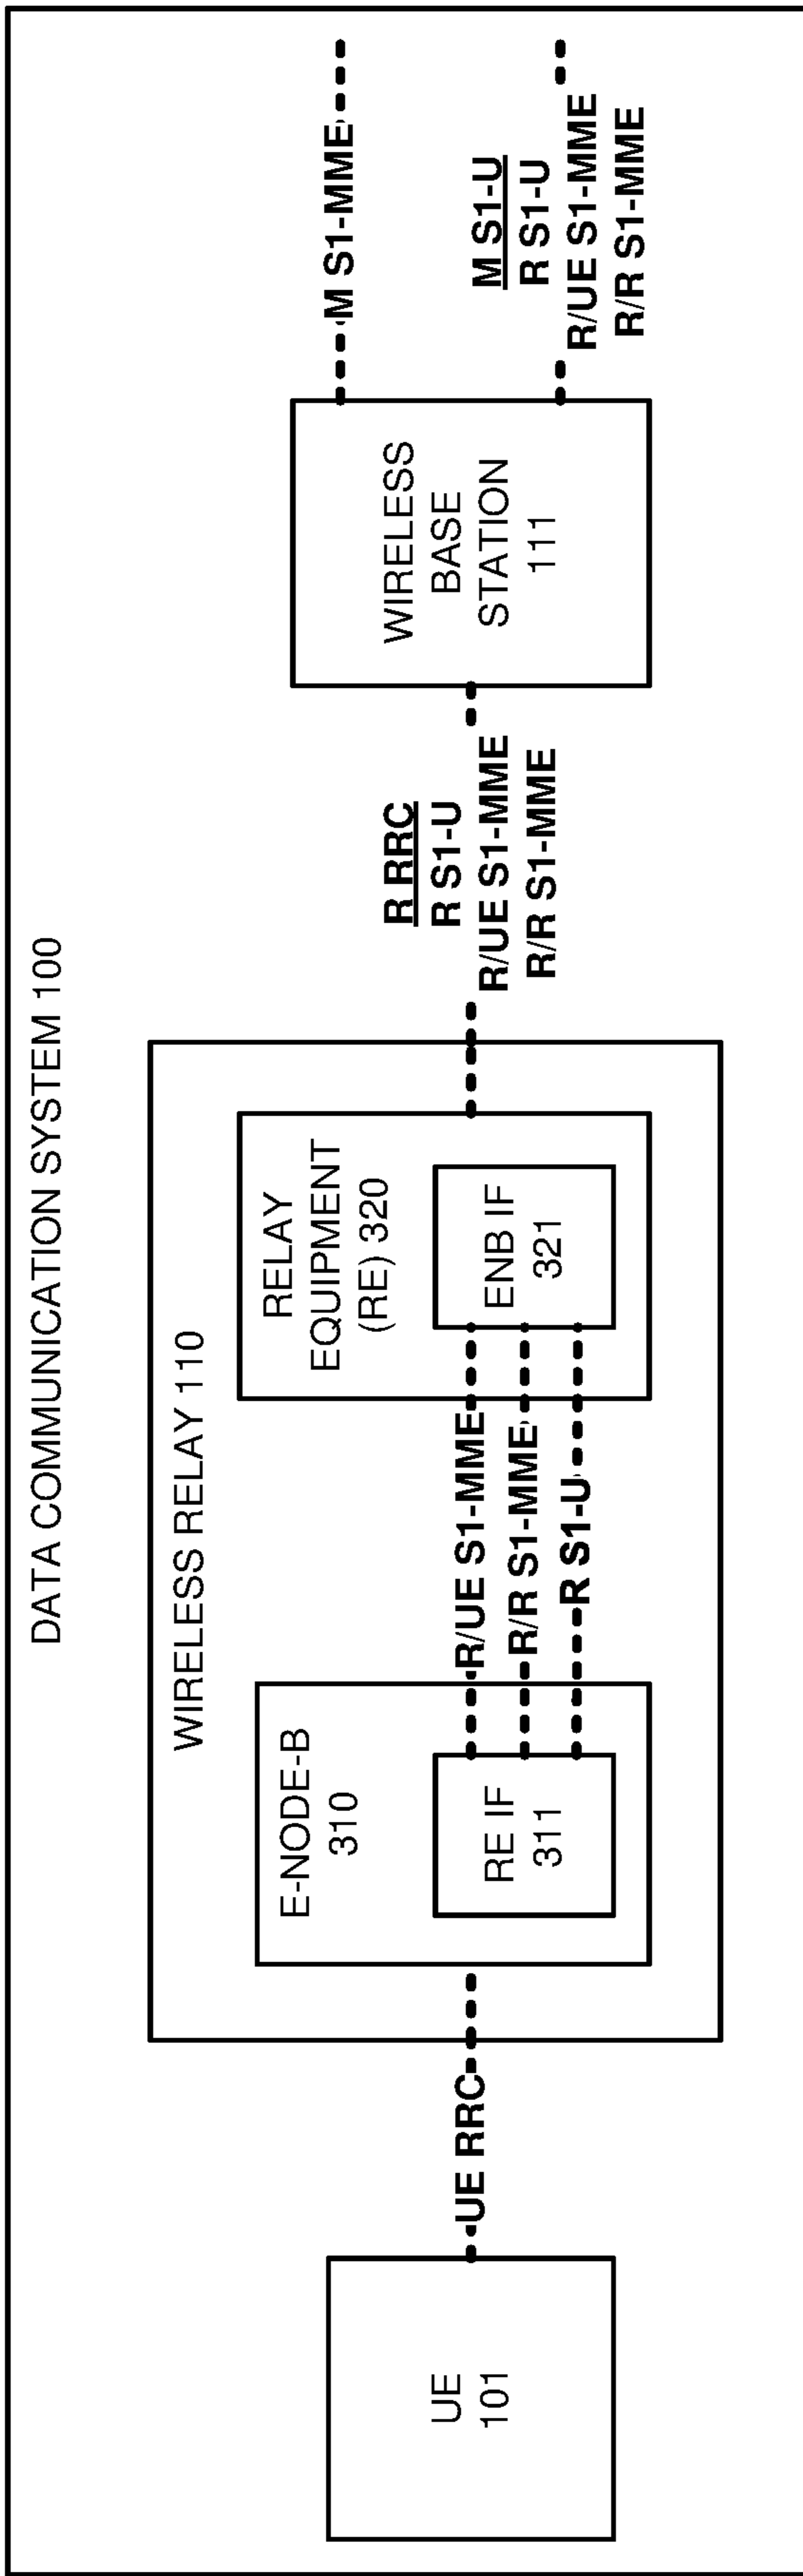 DATA COMMUNICATION SYSTEM 100
WIRELESS RELAY 110
UE
101
UE RRC
E-NODE-B
310
RE IF
311
R/UE S1-MME
R/R S1-MME
R S1-U
RELAY
EQUIPMENT
(RE) 320
ENB IF
321
R RRC
R S1-U
R/UE S1-MME
R/R S1-MME
WIRELESS
BASE
STATION
111
M S1-MME
M S1-U
R S1-U
R/UE S1-MME
R/R S1-MME